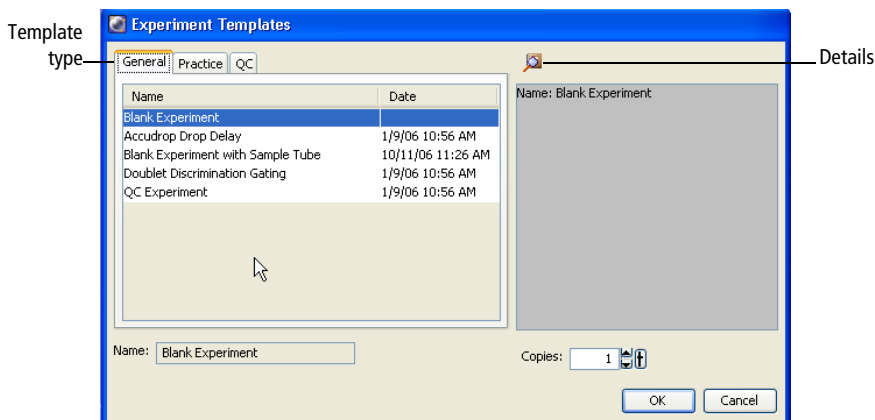 Experiment Templates
Template
type
General Practice QC
Details
Name Date
Name: Blank Experiment
Blank Experiment
Accudrop Drop Delay 1/9/06 10:56 AM
Blank Experiment with Sample Tube 10/11/06 11:26 AM
Doublet Discrimination Gating 1/9/06 10:56 AM
QC Experiment 1/9/06 10:56 AM
Name: Blank Experiment
Copies: 1
OK Cancel